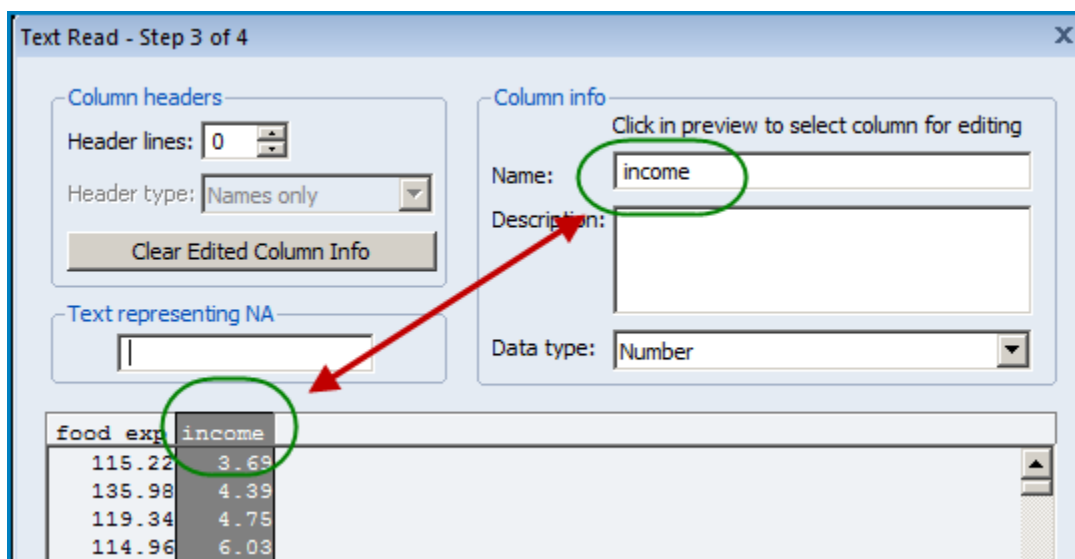 Text Read - Step 3 of 4
x
Column headers
Header lines: 0
Header type: Names only
Clear Edited Column Info
Text representing NA
Column info
Click in preview to select column for editing
Name: income
Description:
Data type: Number
food exp income
115.22 3.69
135.98 4.39
119.34 4.75
114.96 6.03